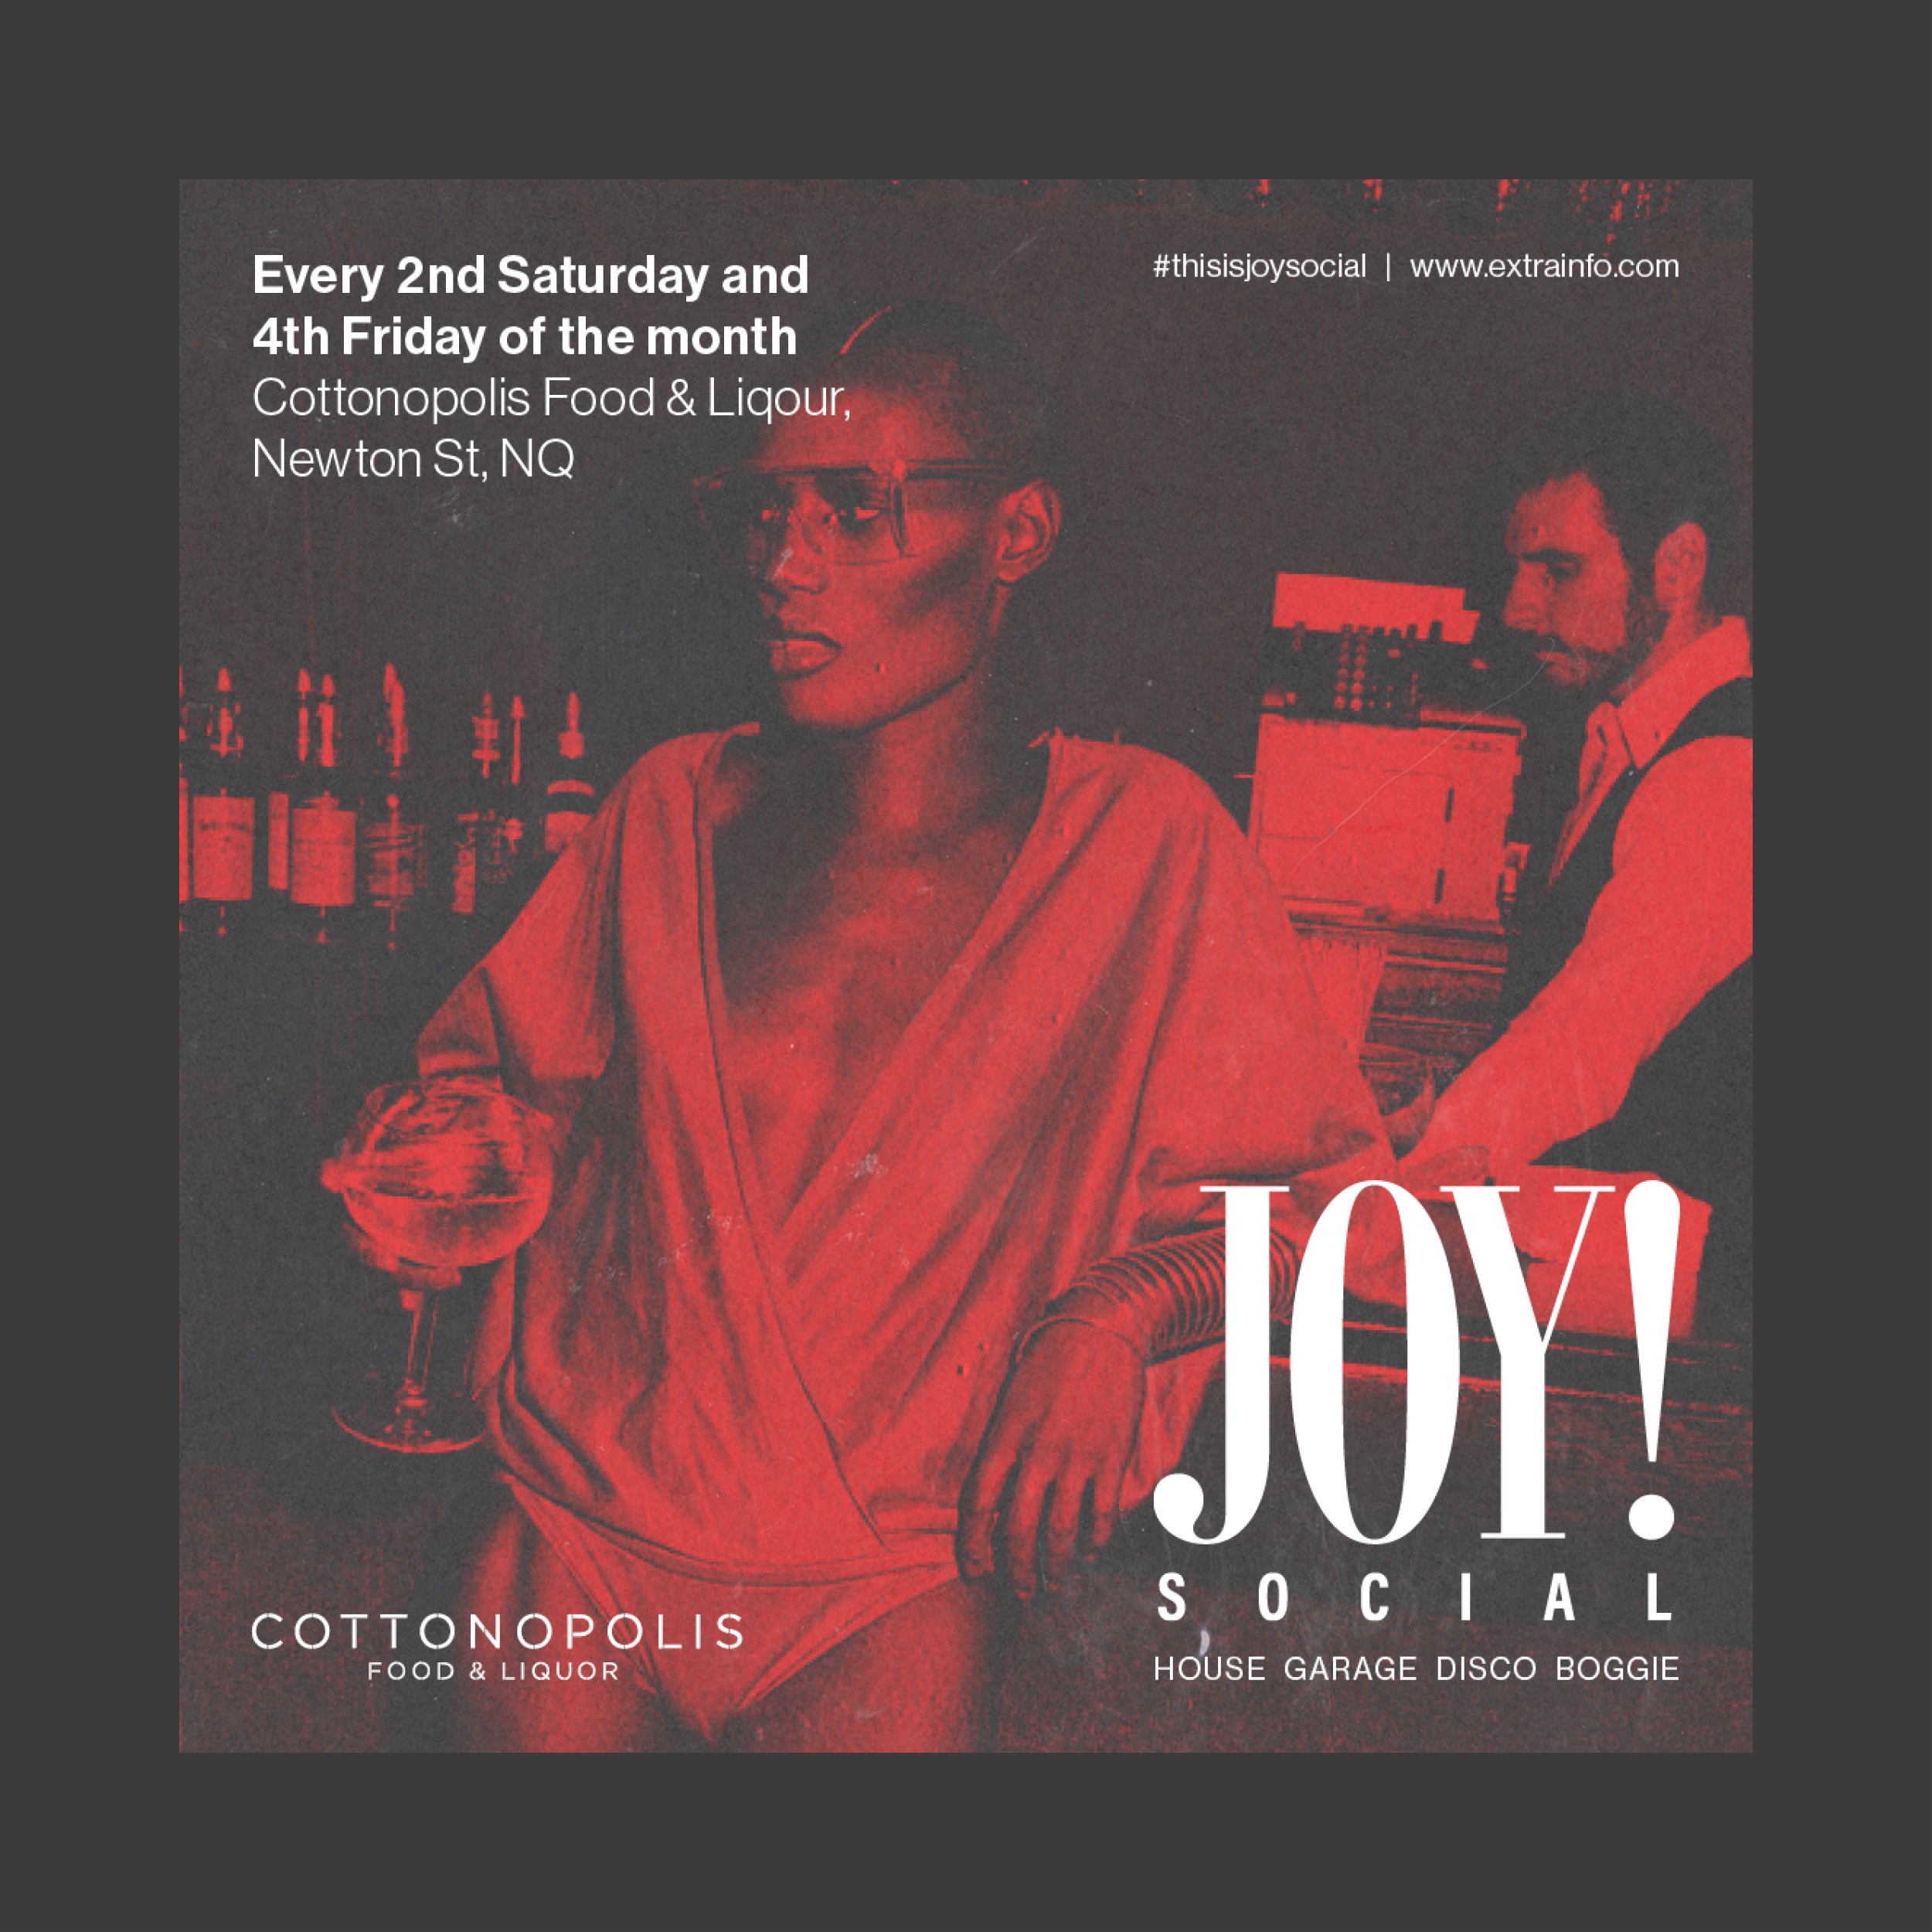 Every 2nd Saturday and
4th Friday of the month
Cottonopolis Food & Liqour,
Newton St, NQ
#thisisjoysocial | www.extrainfo.com
JOY!
SOCIAL
HOUSE GARAGE DISCO BOGGIE
COTTONOPOLIS
FOOD & LIQUOR